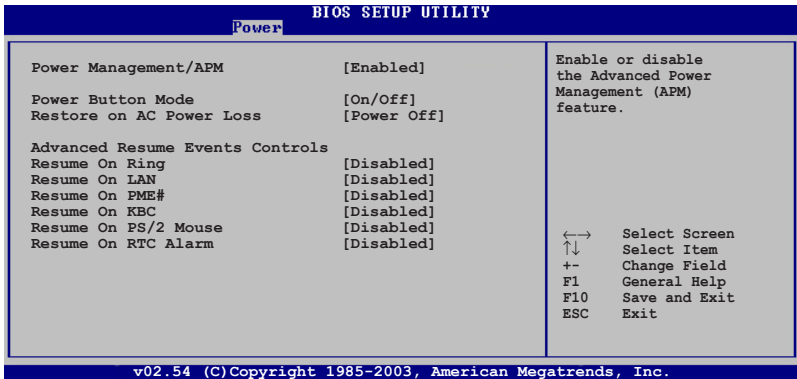 BIOS SETUP UTILITY
Power
Power Management/APM [Enabled]
Power Button Mode [On/Off]
Restore on AC Power Loss [Power Off]
Advanced Resume Events Controls
Resume On Ring [Disabled]
Resume On LAN [Disabled]
Resume On PME# [Disabled]
Resume On KBC [Disabled]
Resume On PS/2 Mouse [Disabled]
Resume On RTC Alarm [Disabled]
Enable or disable
the Advanced Power
Management (APM)
feature.
←→ Select Screen
↑↓ Select Item
+- Change Field
F1 General Help
F10 Save and Exit
ESC Exit
v02.54 (C)Copyright 1985-2003, American Megatrends, Inc.